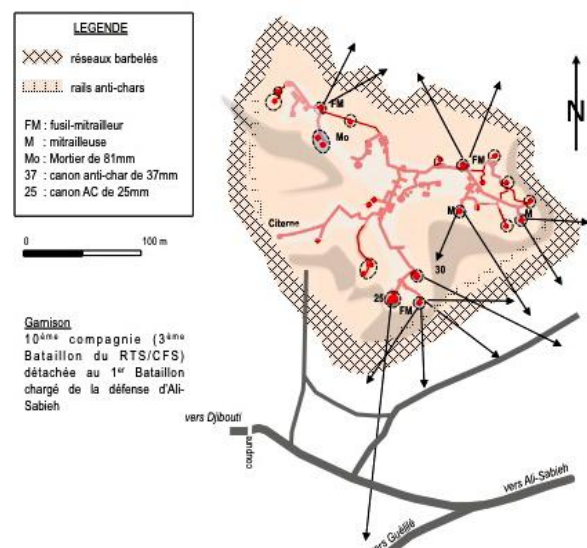 LEGENDE
réseaux barbelés
rails anti-chars
FM : fusil-mitrailleur
M : mitrailleuse
Mo : Mortier de 81mm
37 : canon anti-char de 37mm
25 : canon AC de 25mm
0 100 m
Garnison
10ème compagnie (3ème
Bataillon du RTS/CFS)
détachée au 1er Bataillon
chargé de la défense d'Ali-
Sabieh
N
FM
Mo
FM
M
M
Citerne
30
25
FM
vers Djibouti
coupure
vers Ali-Sabieh
vers Guélilé